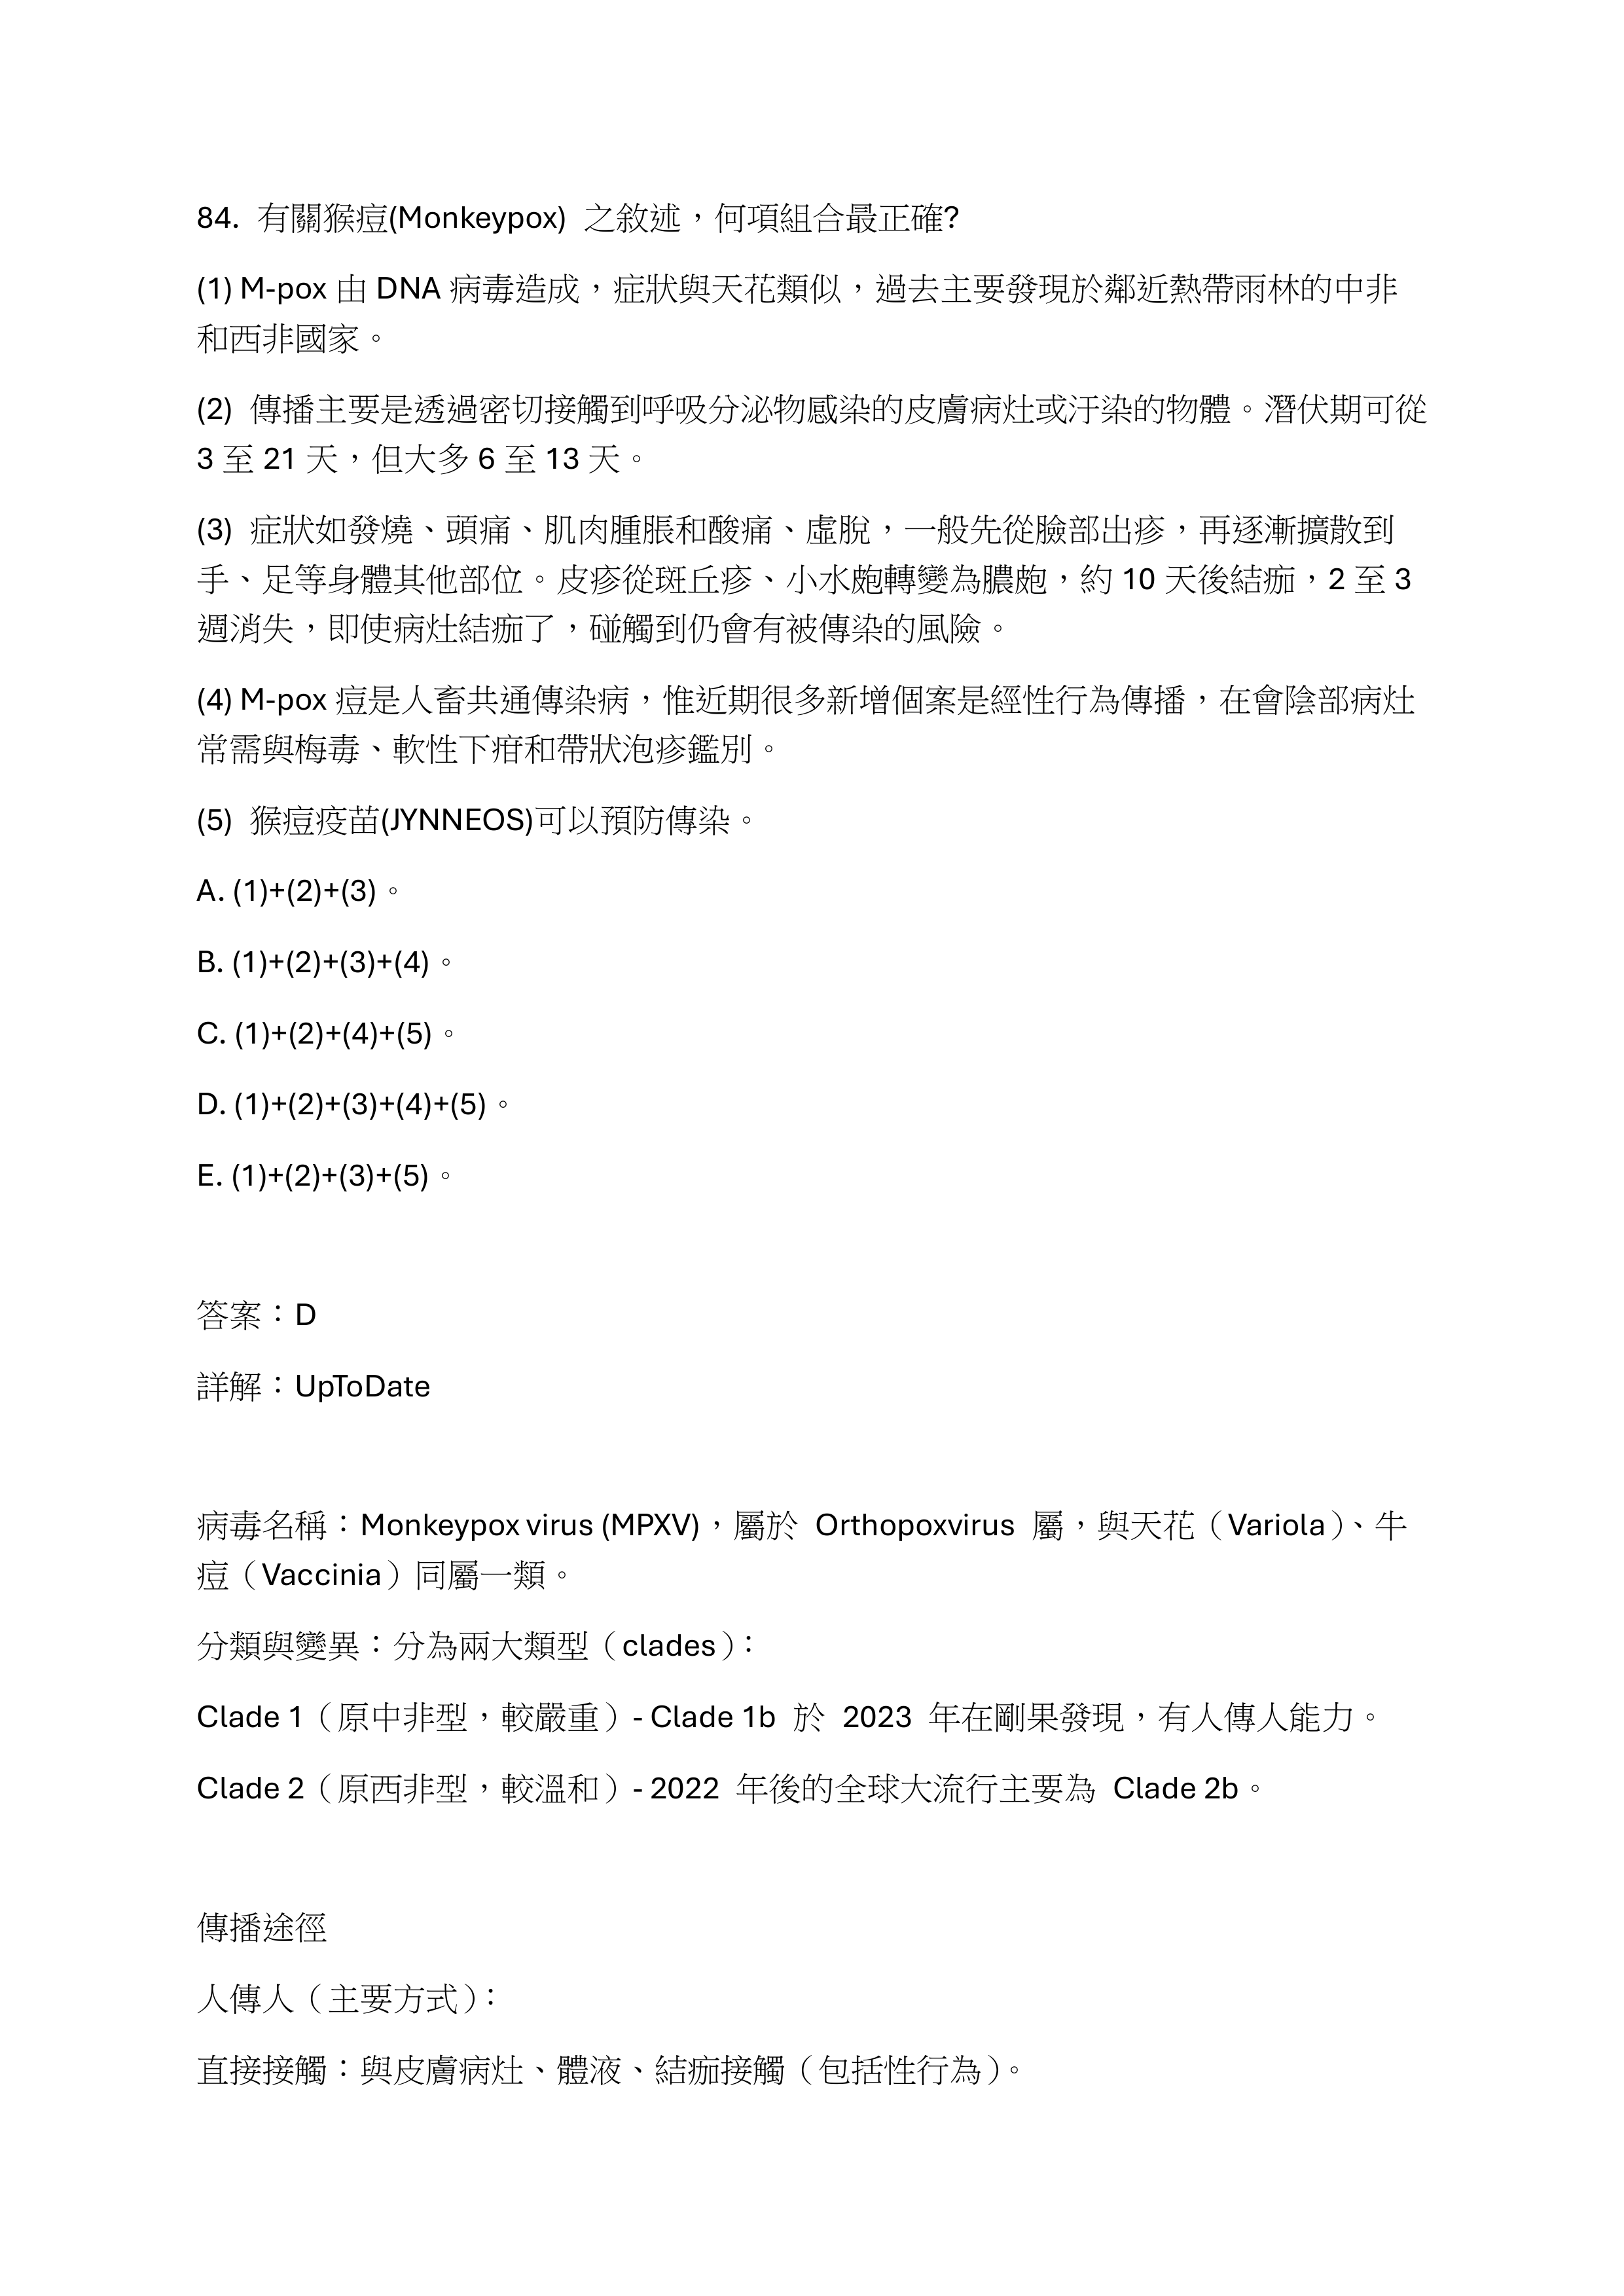 84. 有關猴痘(Monkeypox) 之敘述，何項組合最正確?
(1) M-pox 由 DNA 病毒造成，症狀與天花類似，過去主要發現於鄰近熱帶雨林的中非
和西非國家。
(2) 傳播主要是透過密切接觸到呼吸分泌物感染的皮膚病灶或汙染的物體。潛伏期可從
3 至 21 天，但大多 6 至 13 天。
(3) 症狀如發燒、頭痛、肌肉腫脹和酸痛、虛脫，一般先從臉部出疹，再逐漸擴散到
手、足等身體其他部位。皮疹從斑丘疹、小水皰轉變為膿皰，約 10 天後結痂，2 至 3
週消失，即使病灶結痂了，碰觸到仍會有被傳染的風險。
(4) M-pox 痘是人畜共通傳染病，惟近期很多新增個案是經性行為傳播，在會陰部病灶
常需與梅毒、軟性下疳和帶狀泡疹鑑別。
(5) 猴痘疫苗(JYNNEOS)可以預防傳染。
A. (1)+(2)+(3)。
B. (1)+(2)+(3)+(4)。
C. (1)+(2)+(4)+(5)。
D. (1)+(2)+(3)+(4)+(5)。
E. (1)+(2)+(3)+(5)。
答案：D
詳解：UpToDate
病毒名稱：Monkeypox virus (MPXV)，屬於 Orthopoxvirus 屬，與天花（Variola）、牛
痘（Vaccinia）同屬一類。
分類與變異：分為兩大類型（clades）：
Clade 1（原中非型，較嚴重）- Clade 1b 於 2023 年在剛果發現，有人傳人能力。
Clade 2（原西非型，較溫和）- 2022 年後的全球大流行主要為 Clade 2b。
傳播途徑
人傳人（主要方式）：
直接接觸：與皮膚病灶、體液、結痂接觸（包括性行為）。